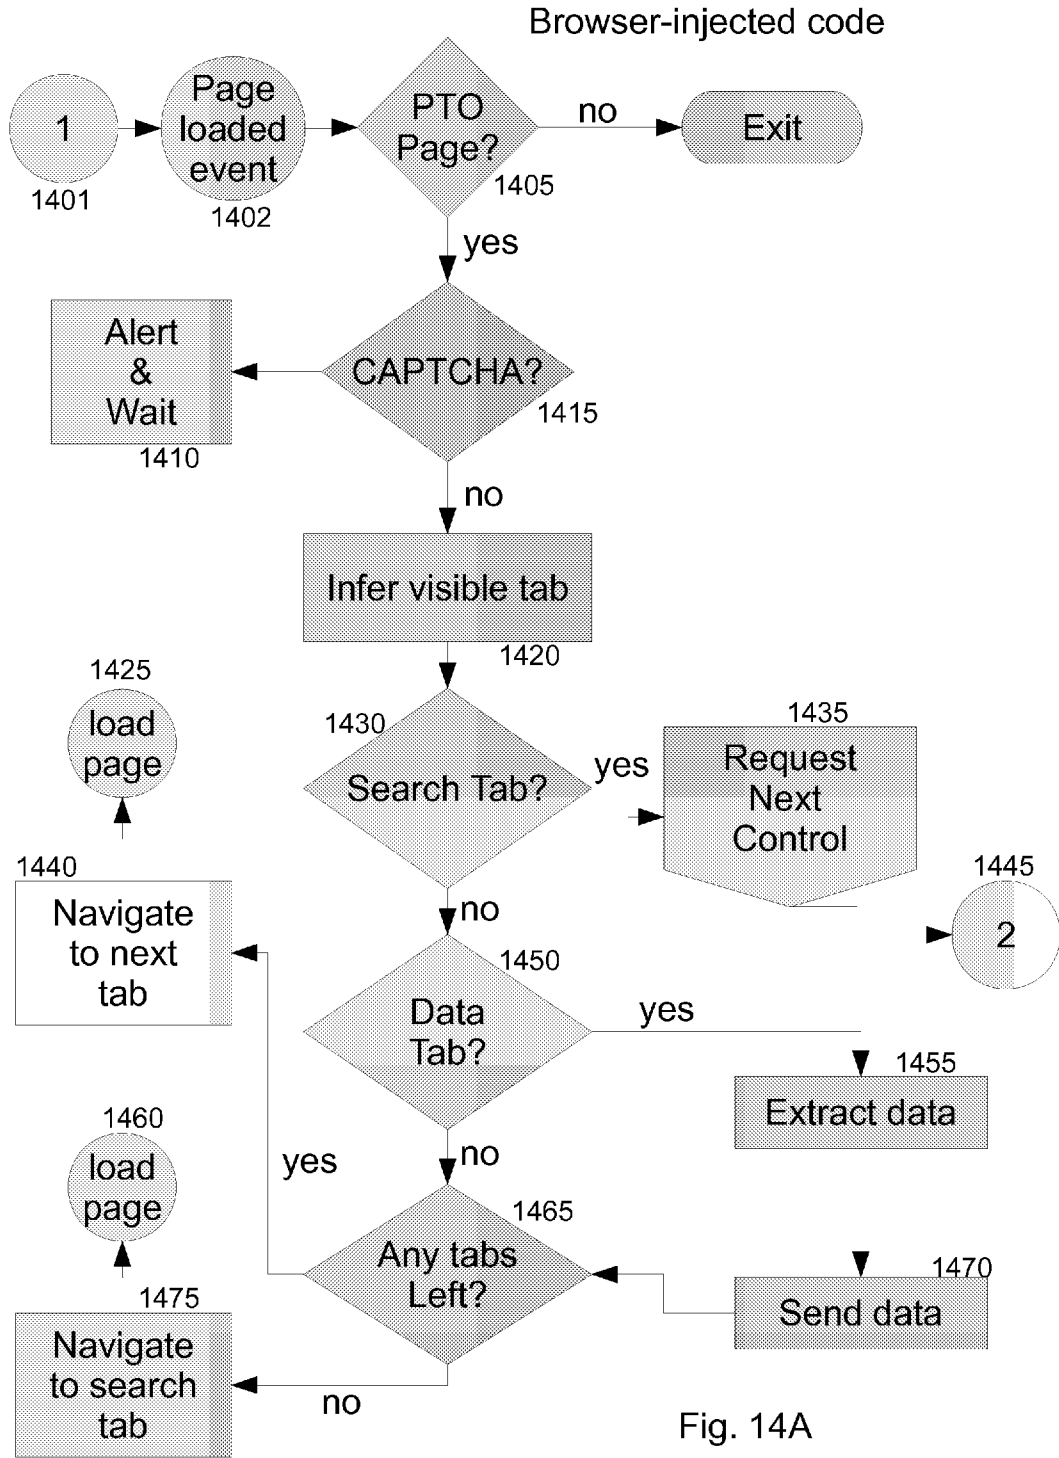 Browser-injected code
1
1401
Page
loaded
event
1402
PTO
Page?
1405
no
Exit
yes
Alert
&
Wait
1410
CAPTCHA?
1415
no
Infer visible tab
1420
1425
load
page
1430
Search Tab?
yes
1435
Request
Next
Control
1440
Navigate
to next
tab
no
1445
2
1450
Data
Tab?
yes
1455
Extract data
1460
load
page
yes
no
1465
Any tabs
Left?
1470
Send data
1475
Navigate
to search
tab
no
Fig. 14A